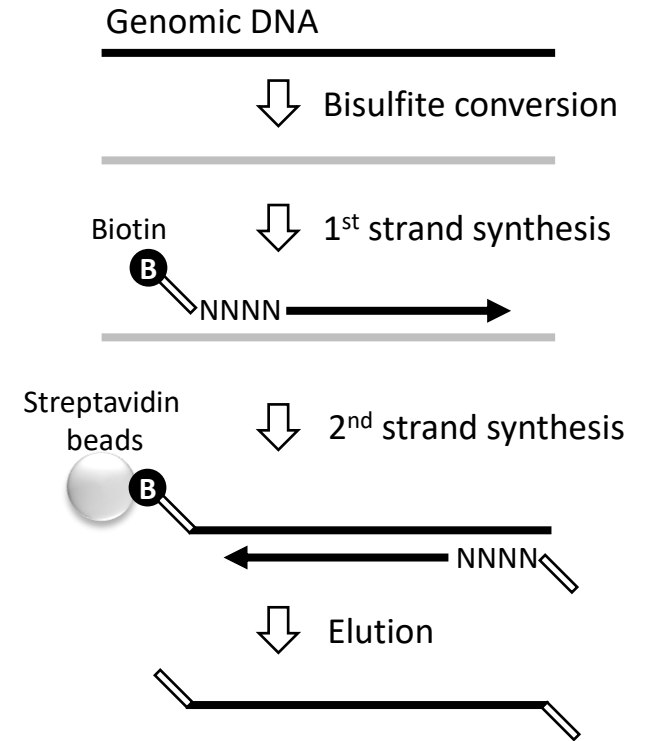 Genomic DNA
Bisulfite conversion
1st strand synthesis
Biotin
B
NNNN
2nd strand synthesis
Streptavidin
beads
B
NNNN
Elution